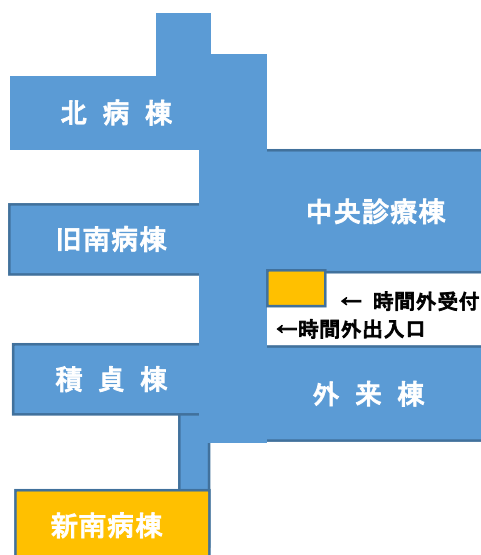 北 病 棟
中央診療棟
旧南病棟
← 時間外受付
←時間外出入口
積 貞 棟
外 来 棟
新南病棟